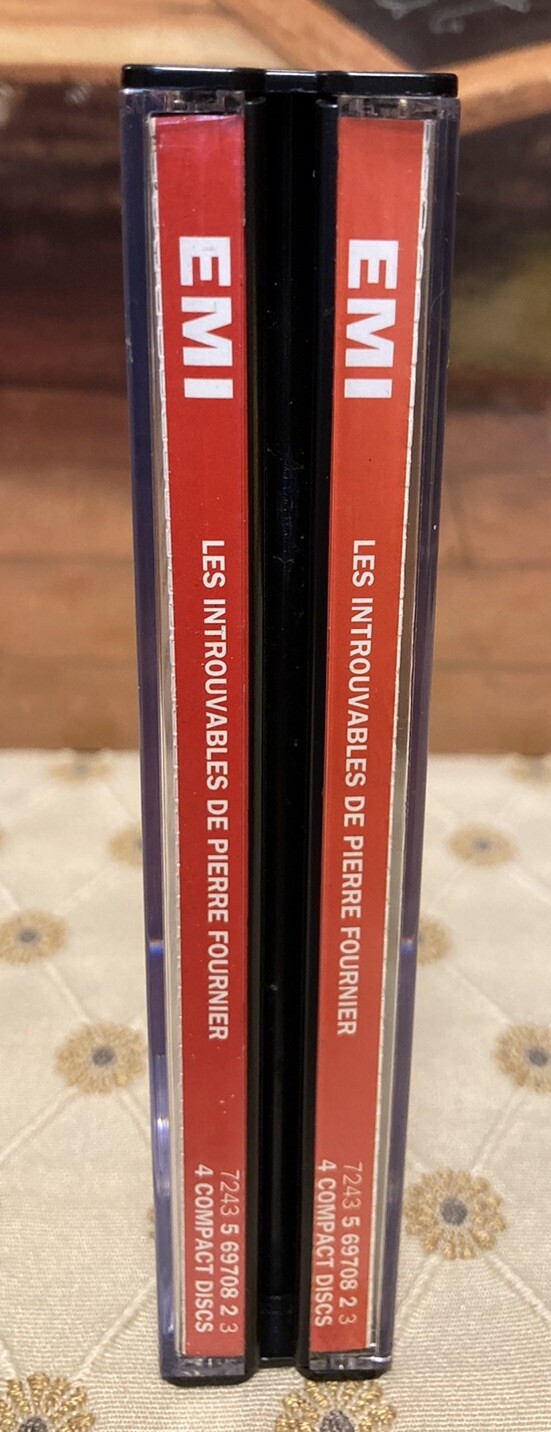 EMI
LES INTROUVABLES DE PIERRE FOURNIER
7243 5 69708 2 3
4 COMPACT DISCS
EMI
LES INTROUVABLES DE PIERRE FOURNIER
7243 5 69708 2 3
4 COMPACT DISCS